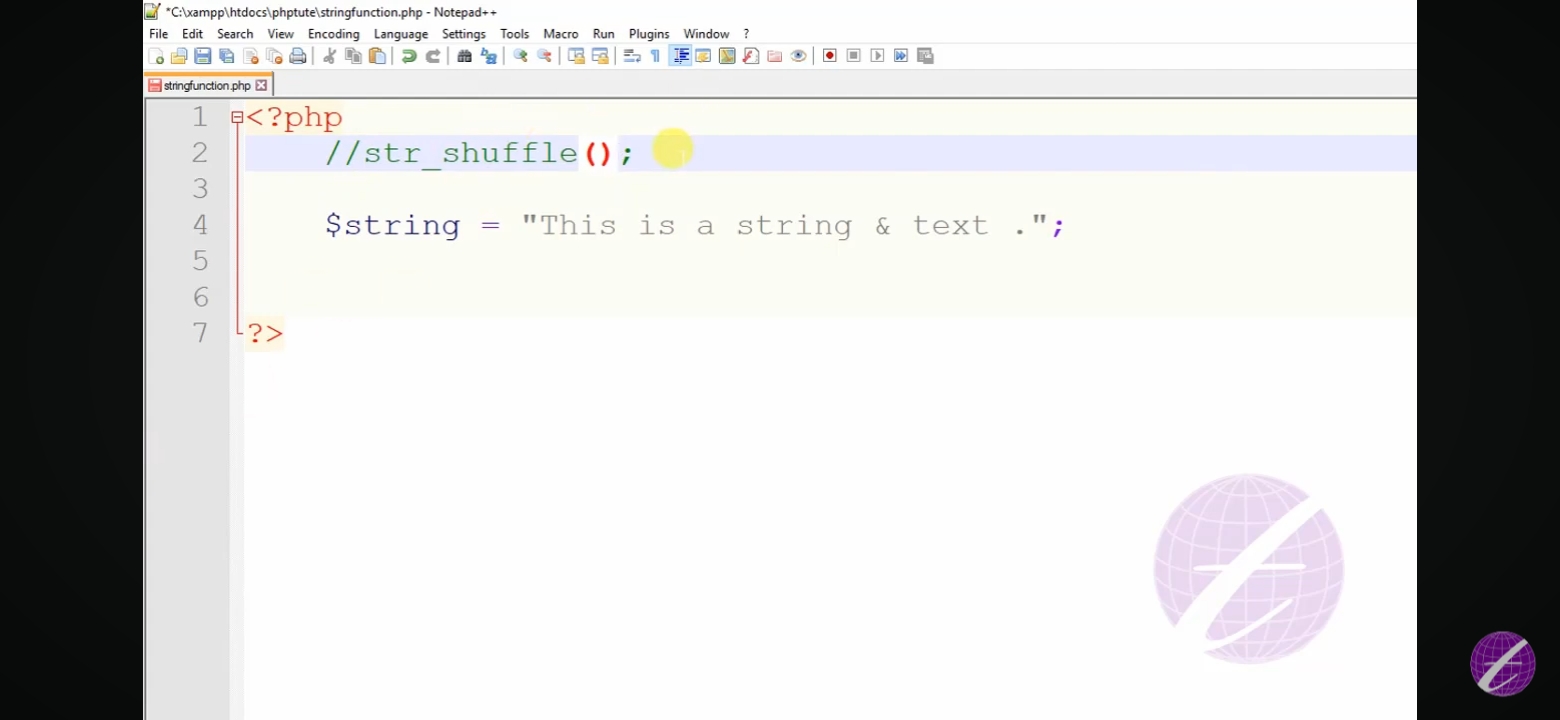 *C:\xampp\htdocs\phptute\stringfunction.php - Notepad++
File Edit Search View Encoding Language Settings Tools Macro Run Plugins Window ?
stringfunction.php
1 <?php
2 //str_shuffle();
3
4 $string = "This is a string & text .";
5
6
7 ?>